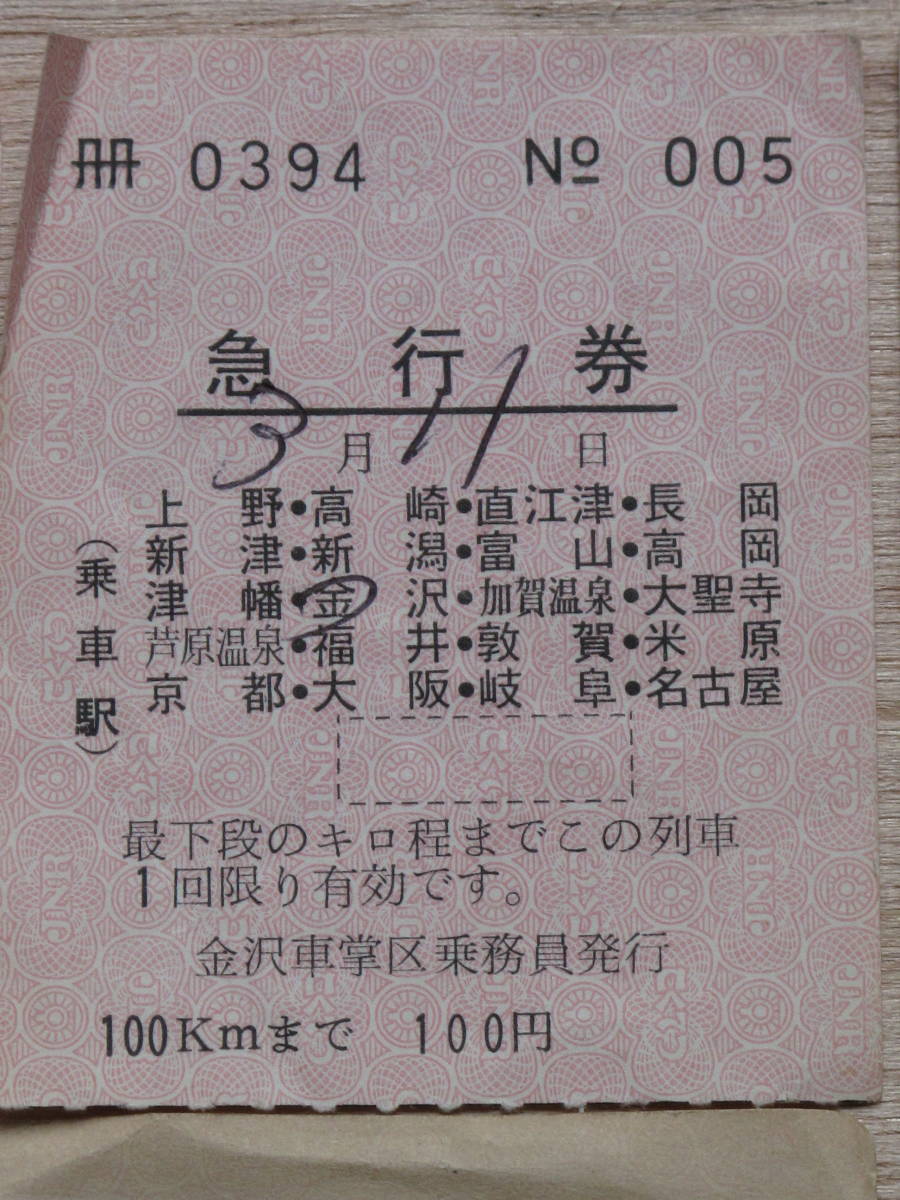 冊 0394 № 005
急行券
3月11日
(乗車駅)
上野・高崎・直江津・長岡
新津・新潟・富山・高岡
津幡・金沢・加賀温泉・大聖寺
芦原温泉・福井・敦賀・米原
京都・大阪・岐阜・名古屋
最下段のキロ程までこの列車
1回限り有効です。
金沢車掌区乗務員発行
100Kmまで 100円